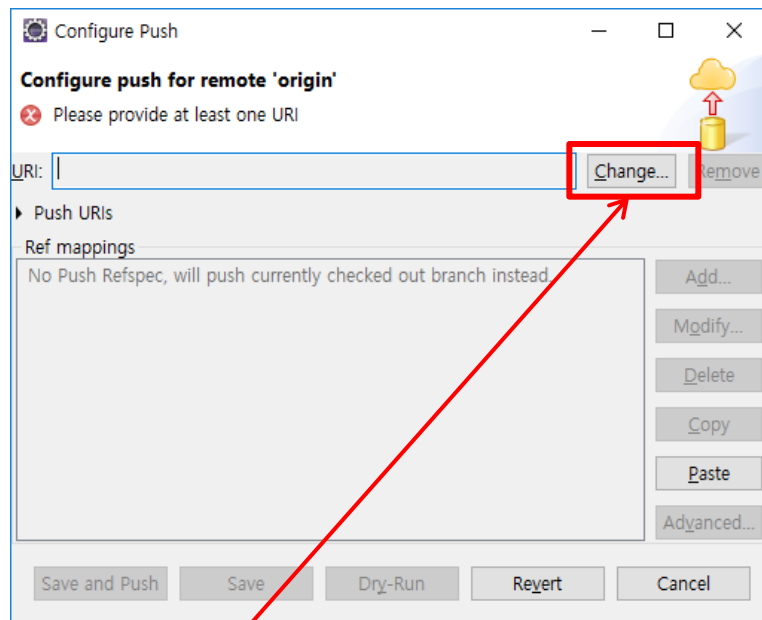 Configure Push
Configure push for remote 'origin'
Please provide at least one URI
URI: Change... Remove
Push URIs
Ref mappings
No Push Refspec, will push currently checked out branch instead.
Add...
Modify...
Delete
Copy
Paste
Advanced...
Save and Push Save Dry-Run Revert Cancel